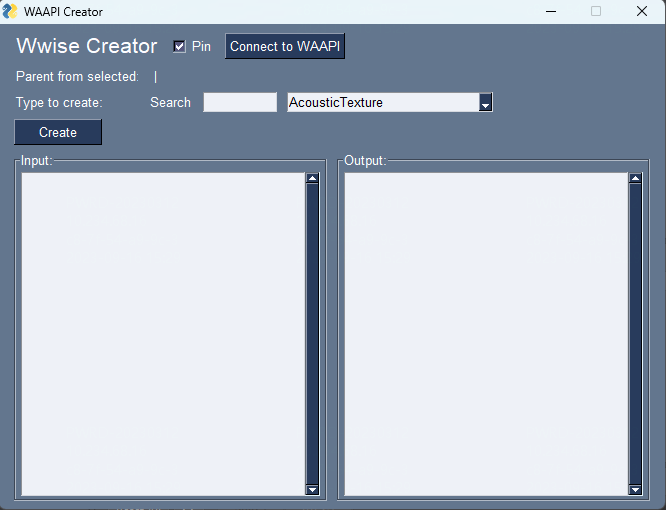 WAAPI Creator
Wwise Creator Pin Connect to WAAPI
Parent from selected: |
Type to create: Search AcousticTexture
Create
Input: Output: